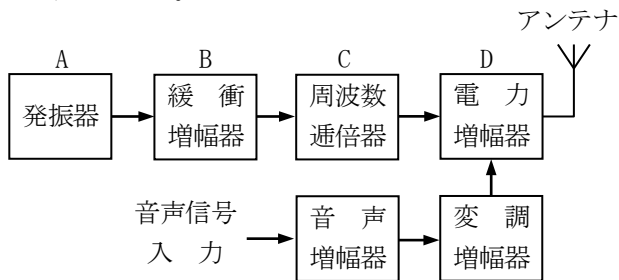 アンテナ
A
B
C
D
発振器
緩 衝
増幅器
周波数
逓倍器
電 力
増幅器
音声信号
入 力
音 声
増幅器
変 調
増幅器